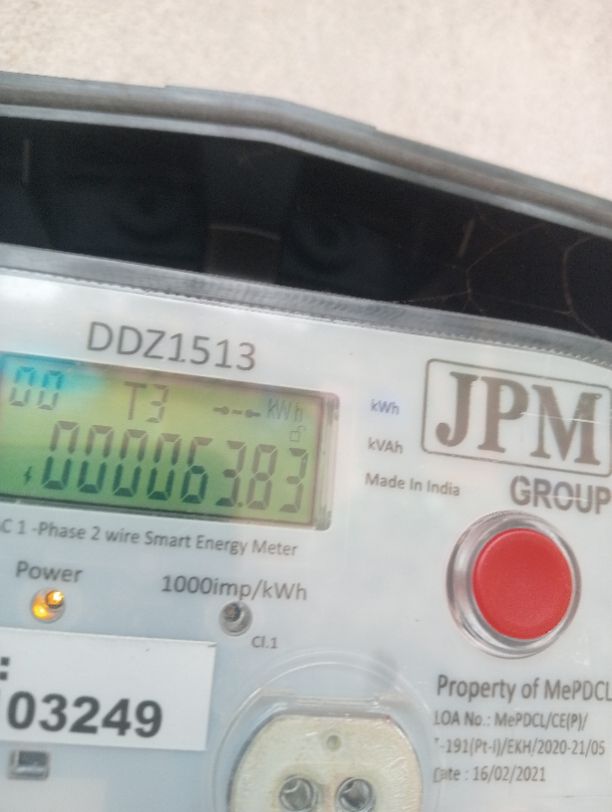 DDZ1513
00 T3 kWh
00006383
kWh
kVAh
JPM
Made In India
GROUP
1 -Phase 2 wire Smart Energy Meter
Power
1000imp/kWh
Cl.1
03249
Property of MePDCL
LOA No.: MePDCL/CE(P)/
-191(Pt-I)/EKH/2020-21/05
Date : 16/02/2021